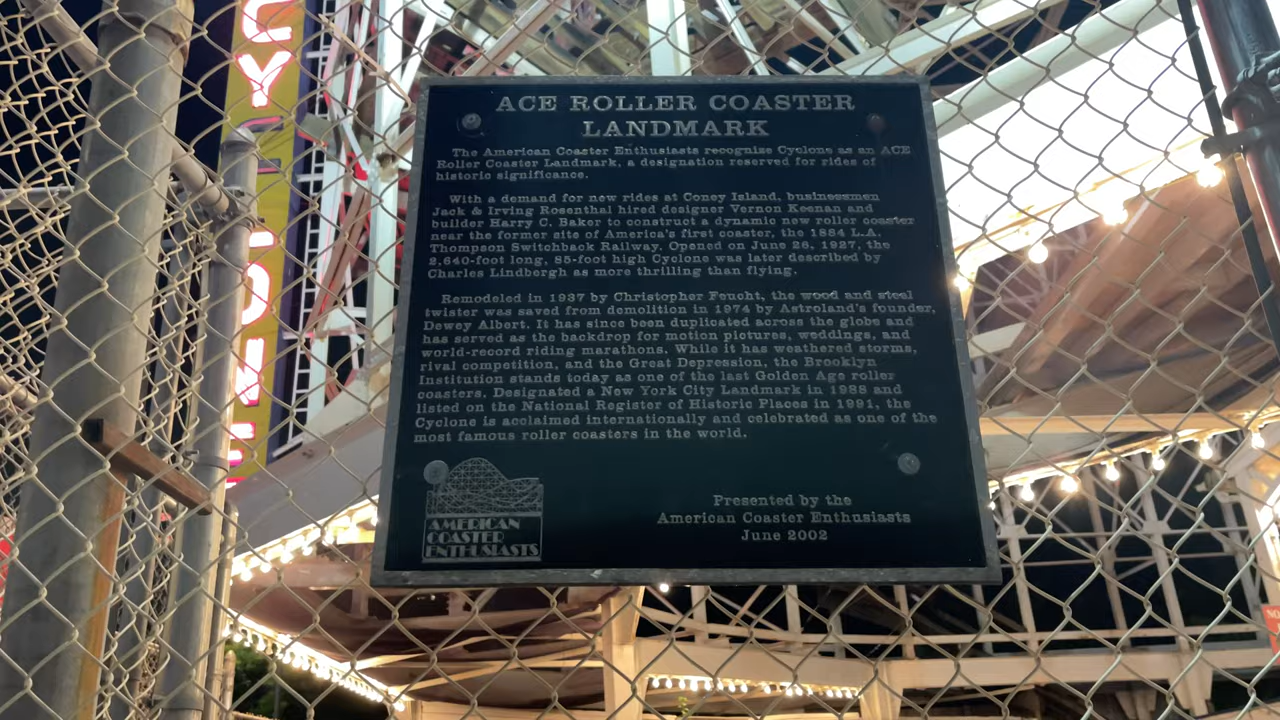 CYCLONE
ACE ROLLER COASTER
LANDMARK
The American Coaster Enthusiasts recognize Cyclone as an ACE
Roller Coaster Landmark, a designation reserved for rides of
historic significance.
With a demand for new rides at Coney Island, businessmen
Jack & Irving Rosenthal hired designer Vernon Keenan and
builder Harry C. Baker to construct a dynamic new roller coaster
near the former site of America's first coaster, the 1884 L.A.
Thompson Switchback Railway. Opened on June 26, 1927, the
2,640-foot long, 85-foot high Cyclone was later described by
Charles Lindbergh as more thrilling than flying.
Remodeled in 1937 by Christopher Feucht, the wood and steel
twister was saved from demolition in 1974 by Astroland's founder,
Dewey Albert. It has since been duplicated across the globe and
has served as the backdrop for motion pictures, weddings, and
world-record riding marathons. While it has weathered storms,
rival competition, and the Great Depression, the Brooklyn
Institution stands today as one of the last Golden Age roller
coasters. Designated a New York City Landmark in 1988 and
listed on the National Register of Historic Places in 1991, the
Cyclone is acclaimed internationally and celebrated as one of the
most famous roller coasters in the world.
AMERICAN
COASTER
ENTHUSIASTS
Presented by the
American Coaster Enthusiasts
June 2002